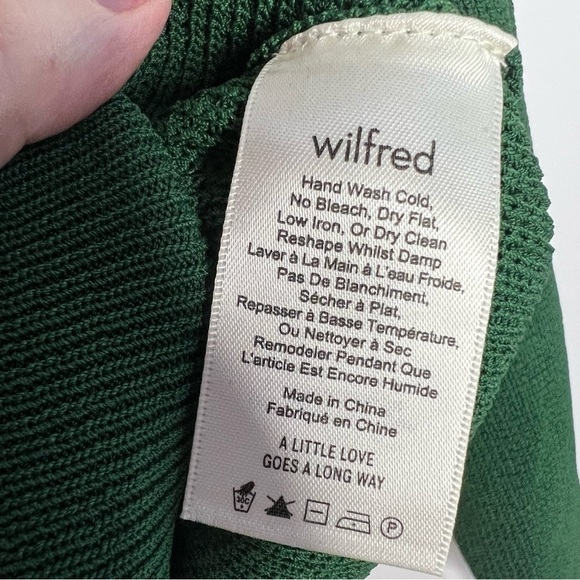 wilfred
Hand Wash Cold,
No Bleach, Dry Flat,
Low Iron, Or Dry Clean
Reshape Whilst Damp
Laver à La Main à L'eau Froide,
Pas De Blanchiment,
Sécher à Plat,
Repasser à Basse Température,
Ou Nettoyer à Sec
Remodeler Pendant Que
L'article Est Encore Humide
Made in China
Fabriqué en Chine
A LITTLE LOVE
GOES A LONG WAY
30C P